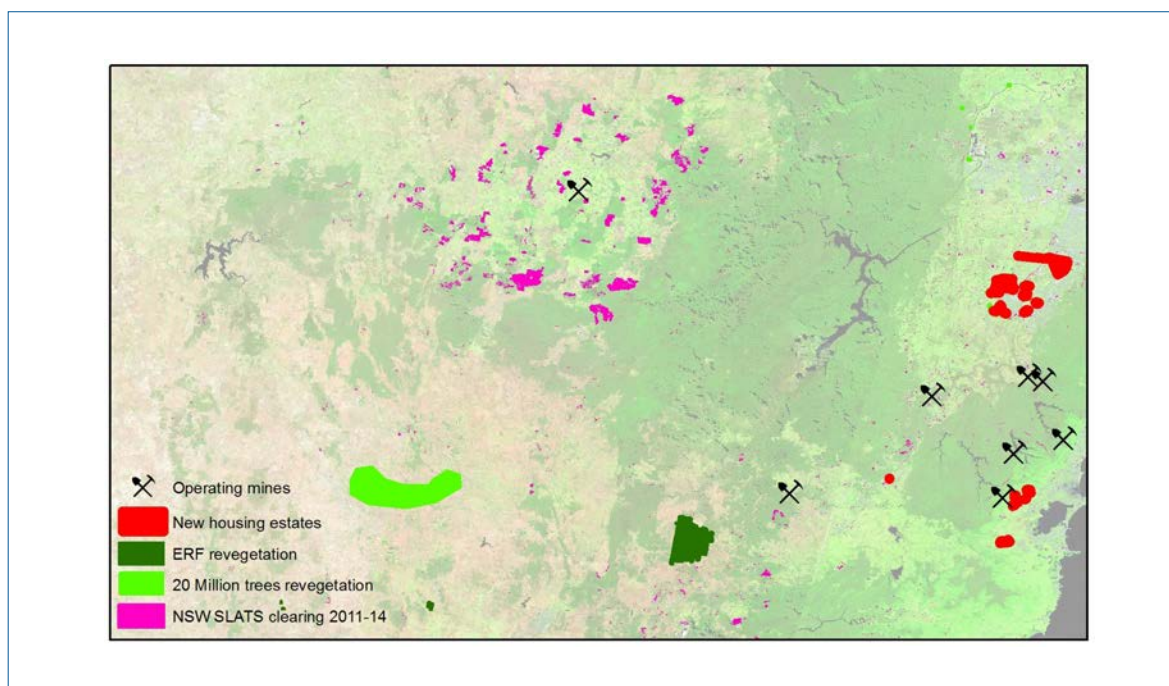 Operating mines
New housing estates
ERF revegetation
20 Million trees revegetation
NSW SLATS clearing 2011-14